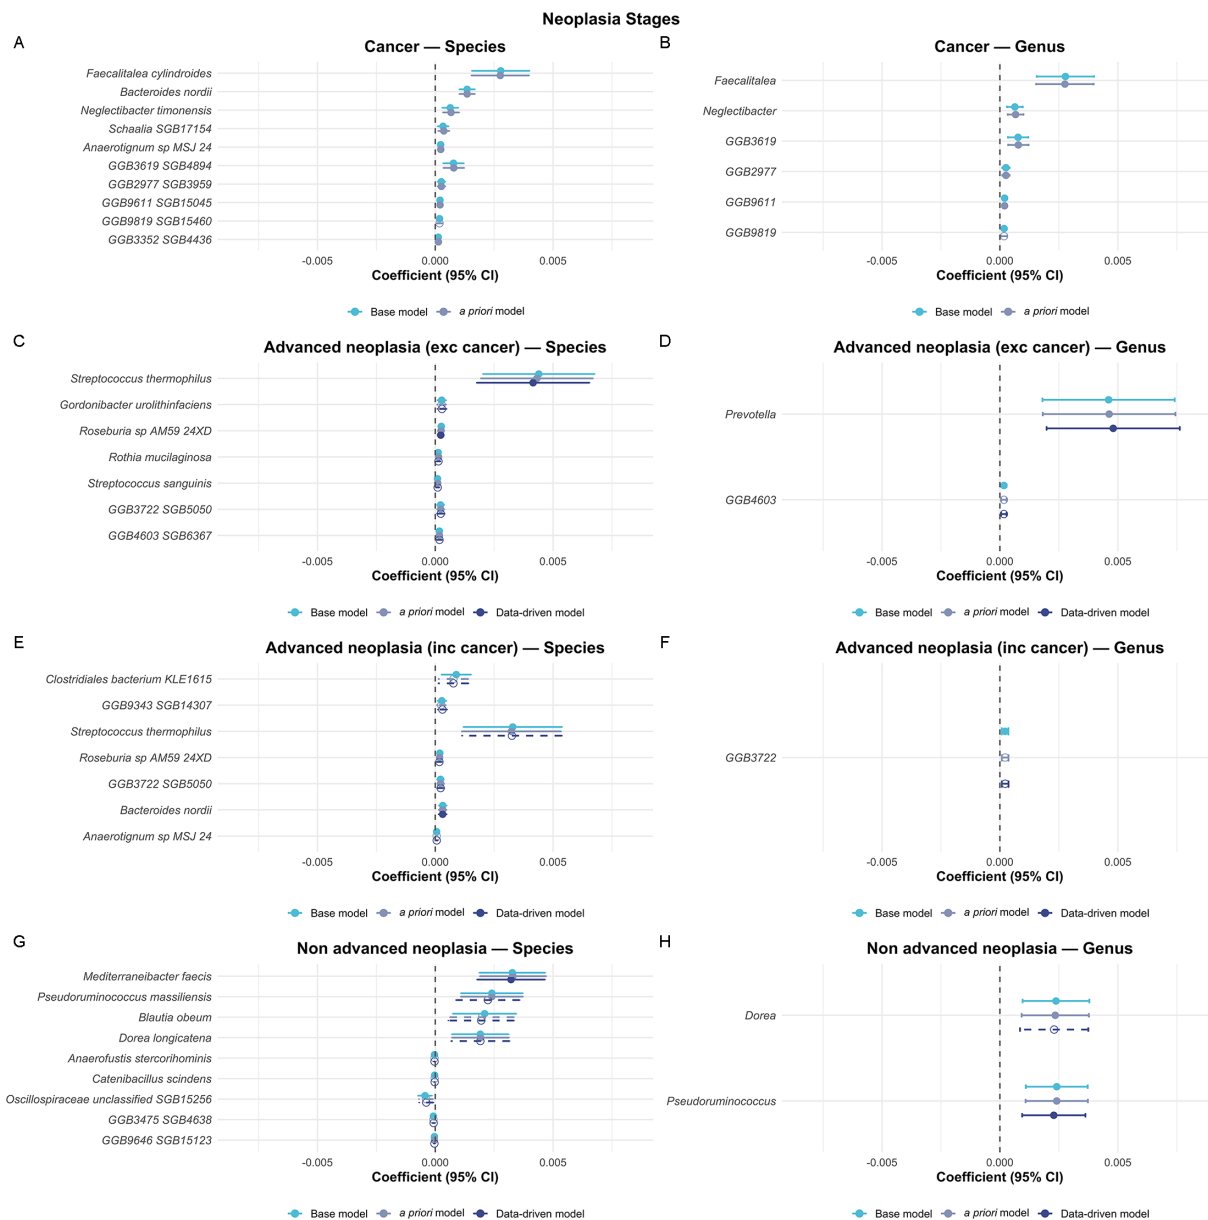 Neoplasia Stages
A
Cancer — Species
Faecalitalea cylindroides
Bacteroides nordii
Neglectibacter timonensis
Schaalia SGB17154
Anaerotignum sp MSJ 24
GGB3619 SGB4894
GGB2977 SGB3959
GGB9611 SGB15045
GGB9819 SGB15460
GGB3352 SGB4436
-0.005 0.000 0.005
Coefficient (95% CI)
Base model a priori model
B
Cancer — Genus
Faecalitalea
Neglectibacter
GGB3619
GGB2977
GGB9611
GGB9819
-0.005 0.000 0.005
Coefficient (95% CI)
Base model a priori model
C
Advanced neoplasia (exc cancer) — Species
Streptococcus thermophilus
Gordonibacter urolithinfaciens
Roseburia sp AM59 24XD
Rothia mucilaginosa
Streptococcus sanguinis
GGB3722 SGB5050
GGB4603 SGB6367
-0.005 0.000 0.005
Coefficient (95% CI)
Base model a priori model Data-driven model
D
Advanced neoplasia (exc cancer) — Genus
Prevotella
GGB4603
-0.005 0.000 0.005
Coefficient (95% CI)
Base model a priori model Data-driven model
E
Advanced neoplasia (inc cancer) — Species
Clostridiales bacterium KLE1615
GGB9343 SGB14307
Streptococcus thermophilus
Roseburia sp AM59 24XD
GGB3722 SGB5050
Bacteroides nordii
Anaerotignum sp MSJ 24
-0.005 0.000 0.005
Coefficient (95% CI)
Base model a priori model Data-driven model
F
Advanced neoplasia (inc cancer) — Genus
GGB3722
-0.005 0.000 0.005
Coefficient (95% CI)
Base model a priori model Data-driven model
G
Non advanced neoplasia — Species
Mediterraneibacter faecis
Pseudoruminococcus massiliensis
Blautia obeum
Dorea longicatena
Anaerofustis stercorihominis
Catenibacillus scindens
Oscillospiraceae unclassified SGB15256
GGB3475 SGB4638
GGB9646 SGB15123
-0.005 0.000 0.005
Coefficient (95% CI)
Base model a priori model Data-driven model
H
Non advanced neoplasia — Genus
Dorea
Pseudoruminococcus
-0.005 0.000 0.005
Coefficient (95% CI)
Base model a priori model Data-driven model